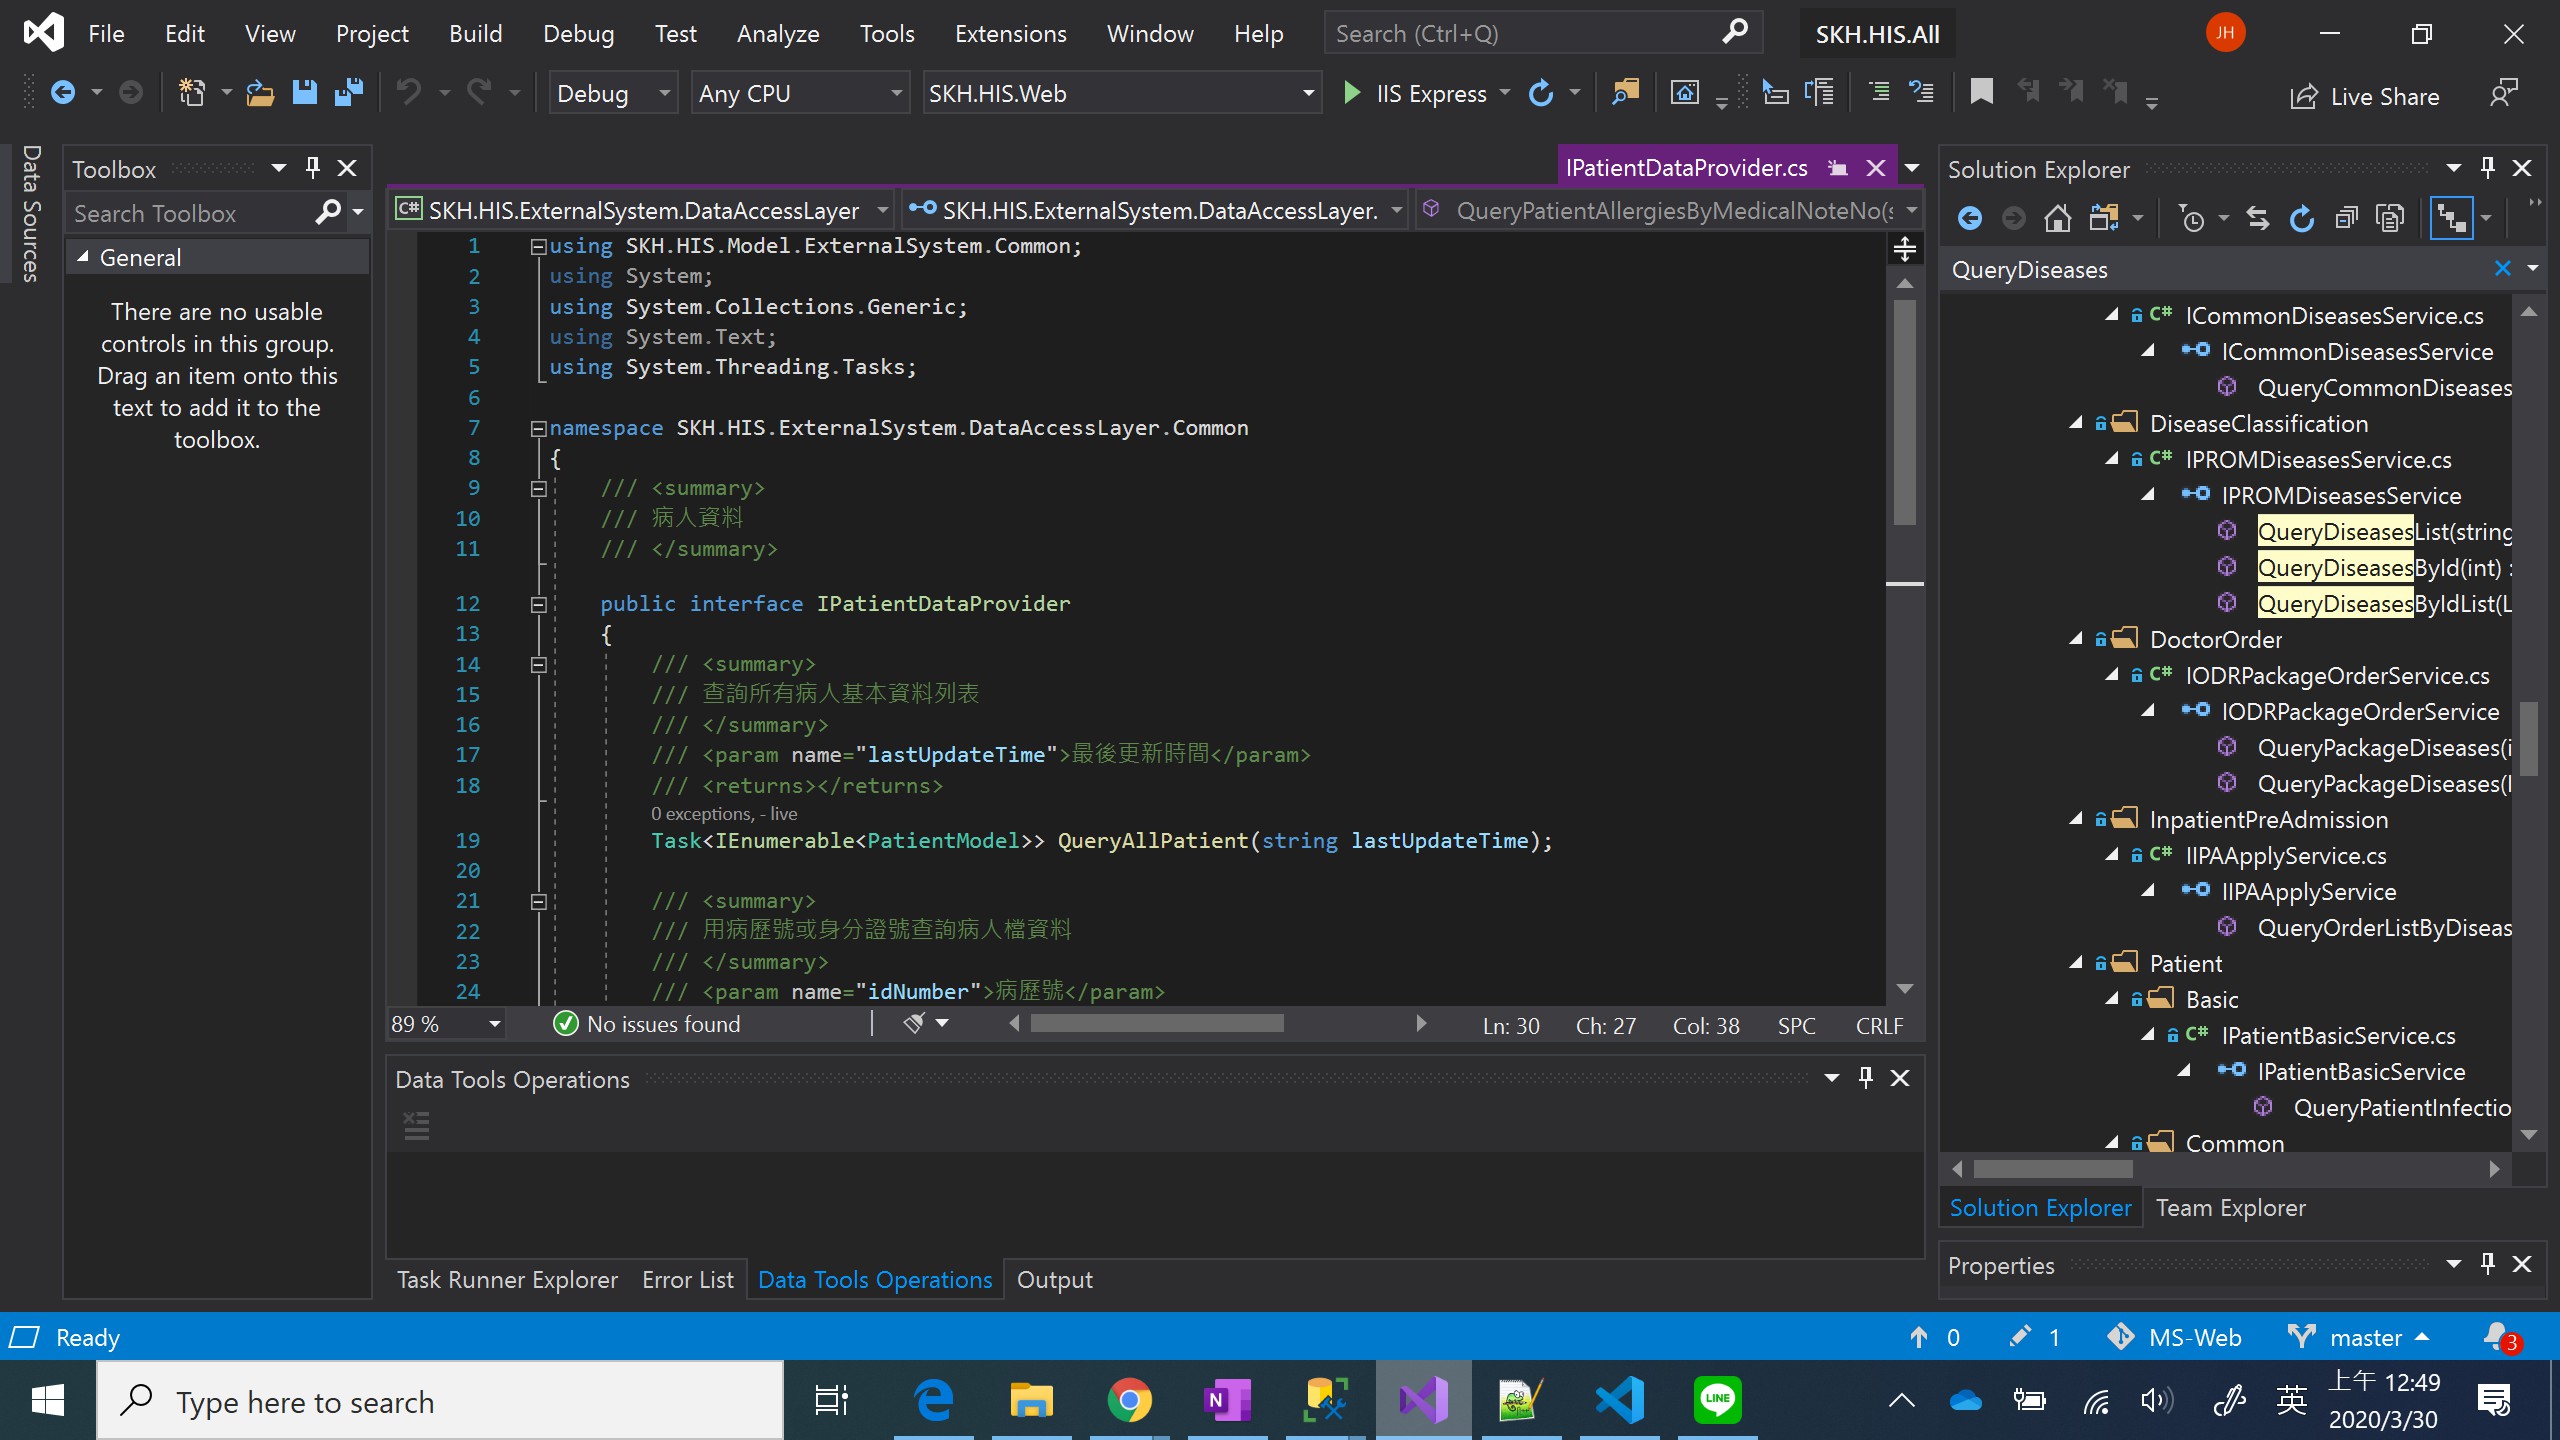 File Edit View Project Build Debug Test Analyze Tools Extensions Window Help Search (Ctrl+Q) SKH.HIS.All JH
Debug Any CPU SKH.HIS.Web IIS Express Live Share
Data Sources
Toolbox
Search Toolbox
General
There are no usable
controls in this group.
Drag an item onto this
text to add it to the
toolbox.
IPatientDataProvider.cs
C# SKH.HIS.ExternalSystem.DataAccessLayer SKH.HIS.ExternalSystem.DataAccessLayer. QueryPatientAllergiesByMedicalNoteNo(s
1 using SKH.HIS.Model.ExternalSystem.Common;
2 using System;
3 using System.Collections.Generic;
4 using System.Text;
5 using System.Threading.Tasks;
6
7 namespace SKH.HIS.ExternalSystem.DataAccessLayer.Common
8 {
9 /// <summary>
10 /// 病人資料
11 /// </summary>
12 public interface IPatientDataProvider
13 {
14 /// <summary>
15 /// 查詢所有病人基本資料列表
16 /// </summary>
17 /// <param name="lastUpdateTime">最後更新時間</param>
18 /// <returns></returns>
0 exceptions, - live
19 Task<IEnumerable<PatientModel>> QueryAllPatient(string lastUpdateTime);
20
21 /// <summary>
22 /// 用病歷號或身分證號查詢病人檔資料
23 /// </summary>
24 /// <param name="idNumber">病歷號</param>
89 % No issues found Ln: 30 Ch: 27 Col: 38 SPC CRLF
Data Tools Operations
Task Runner Explorer Error List Data Tools Operations Output
Solution Explorer
QueryDiseases
C# ICommonDiseasesService.cs
ICommonDiseasesService
QueryCommonDiseases
DiseaseClassification
C# IPROMDiseasesService.cs
IPROMDiseasesService
QueryDiseasesList(string
QueryDiseasesById(int) :
QueryDiseasesByIdList(L
DoctorOrder
C# IODRPackageOrderService.cs
IODRPackageOrderService
QueryPackageDiseases(i
QueryPackageDiseases(l
InpatientPreAdmission
C# IIPAApplyService.cs
IIPAApplyService
QueryOrderListByDiseas
Patient
Basic
C# IPatientBasicService.cs
IPatientBasicService
QueryPatientInfectio
Common
Solution Explorer Team Explorer
Properties
Ready 0 1 MS-Web master 3
Type here to search 英 上午 12:49
2020/3/30
LINE